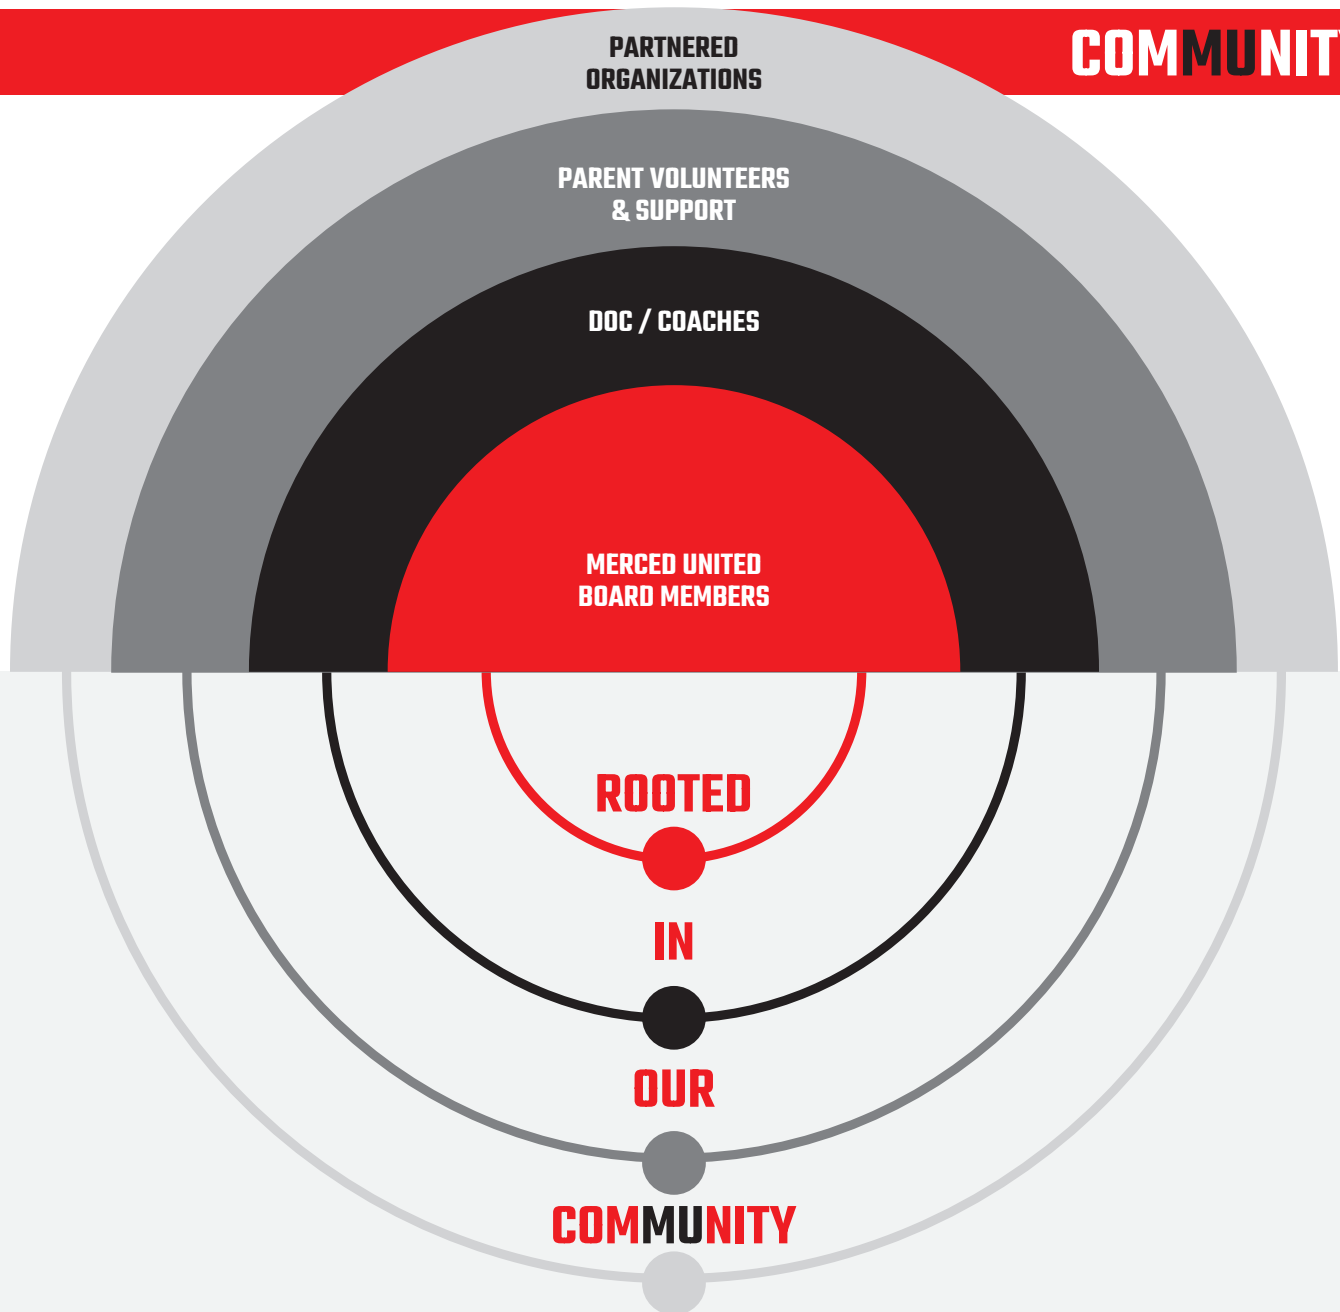 COMMUNIT
PARTNERED
ORGANIZATIONS
PARENT VOLUNTEERS
& SUPPORT
DOC / COACHES
MERCED UNITED
BOARD MEMBERS
ROOTED
IN
OUR
COMMUNITY